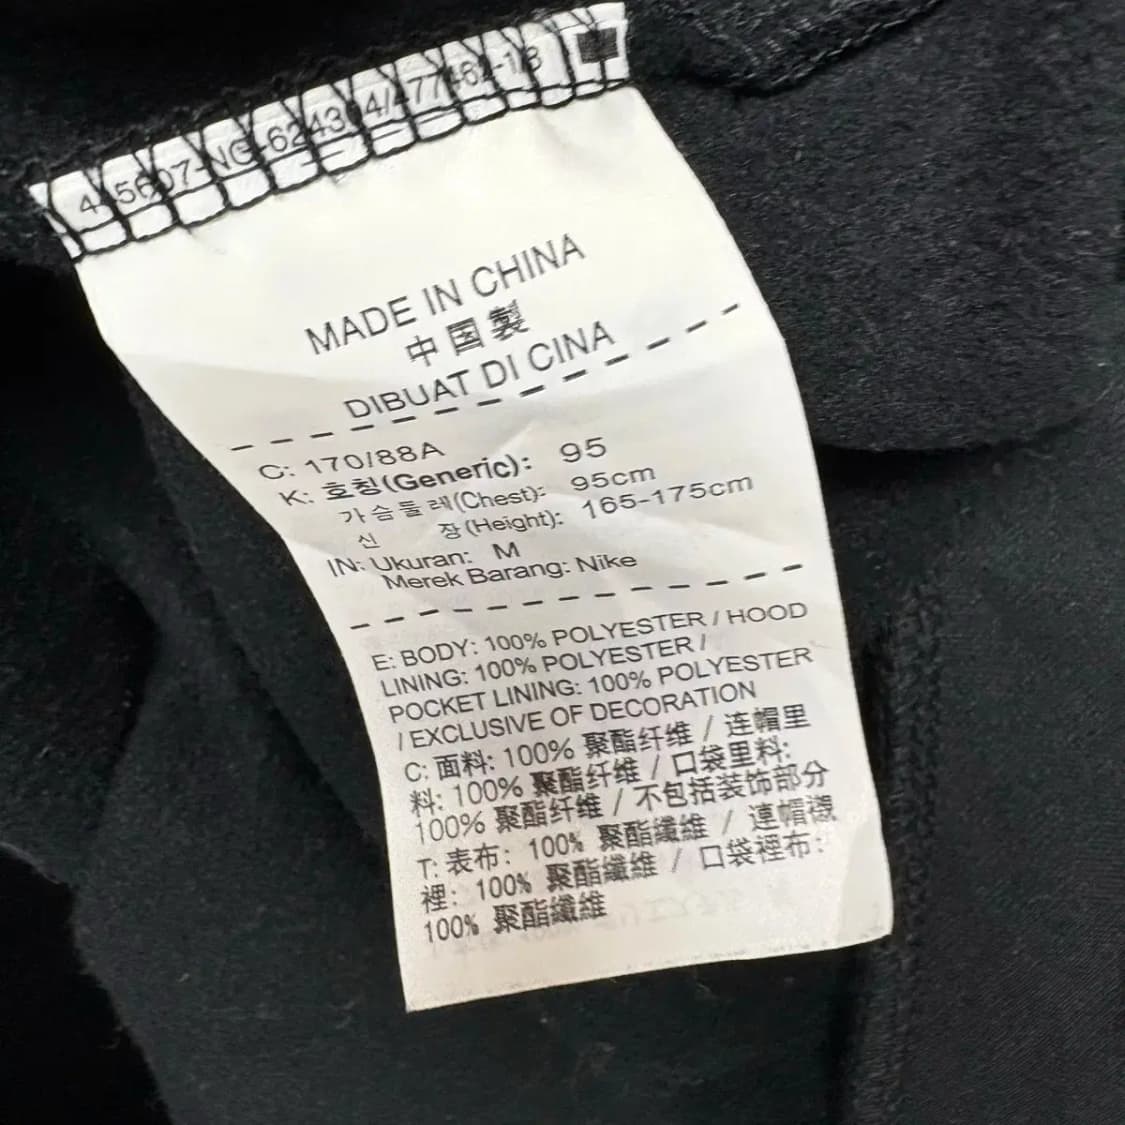 MADE IN CHINA
中国製
DIBUAT DI CINA
C: 170/88A
K: 호칭(Generic): 95
가슴둘레(Chest): 95cm
신 장(Height): 165-175cm
IN: Ukuran: M
Merek Barang: Nike
E: BODY: 100% POLYESTER / HOOD
LINING: 100% POLYESTER /
POCKET LINING: 100% POLYESTER
/ EXCLUSIVE OF DECORATION
C: 面料: 100% 聚酯纤维 / 连帽里
料: 100% 聚酯纤维 / 口袋里料:
100% 聚酯纤维 / 不包括装饰部分
T: 表布: 100% 聚酯纖維 / 連帽襯
裡: 100% 聚酯纖維 / 口袋裡布:
100% 聚酯纖維